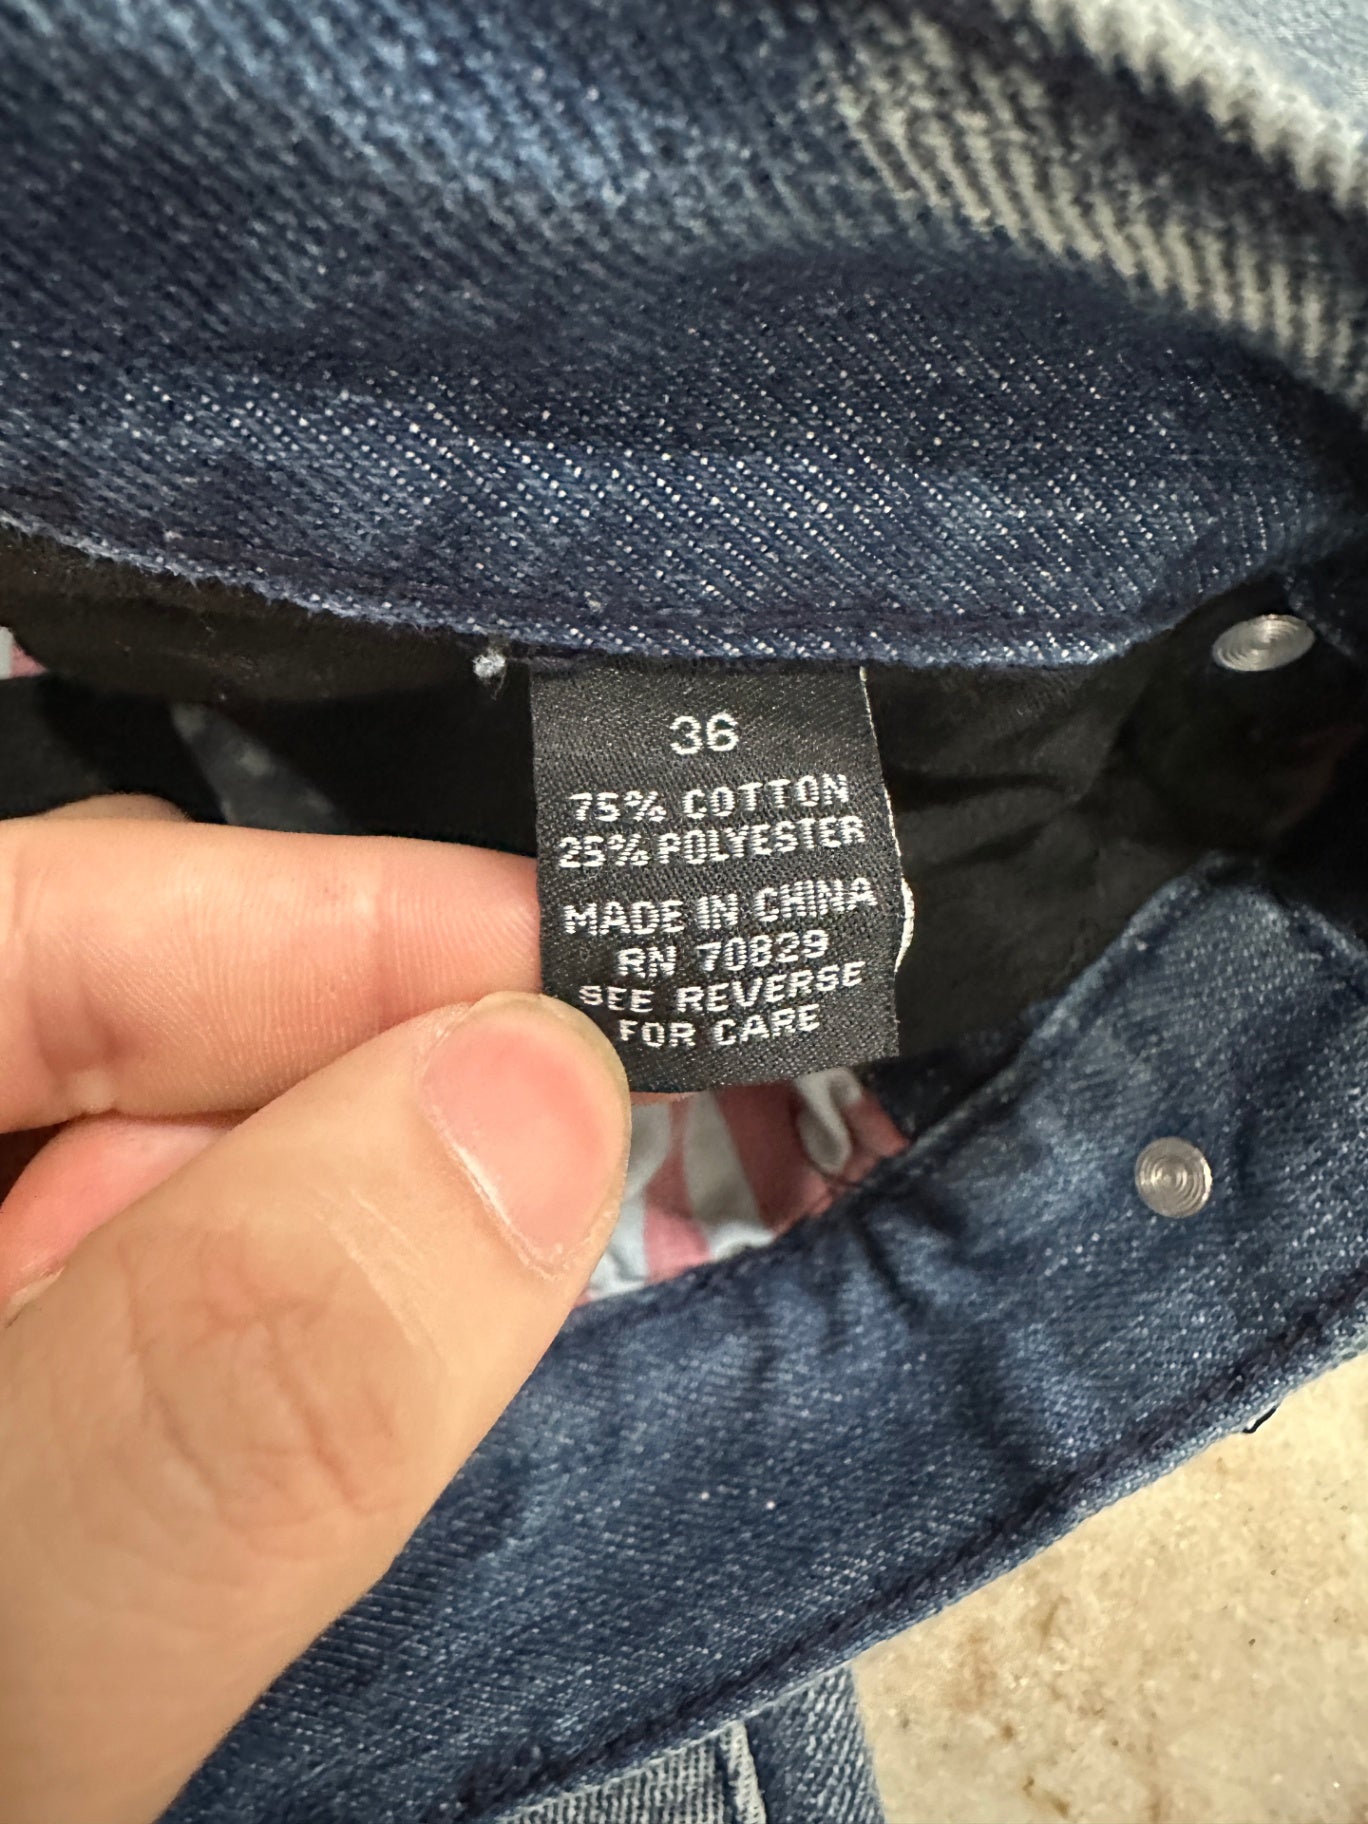 36
75% COTTON
25% POLYESTER
MADE IN CHINA
RN 70829
SEE REVERSE
FOR CARE